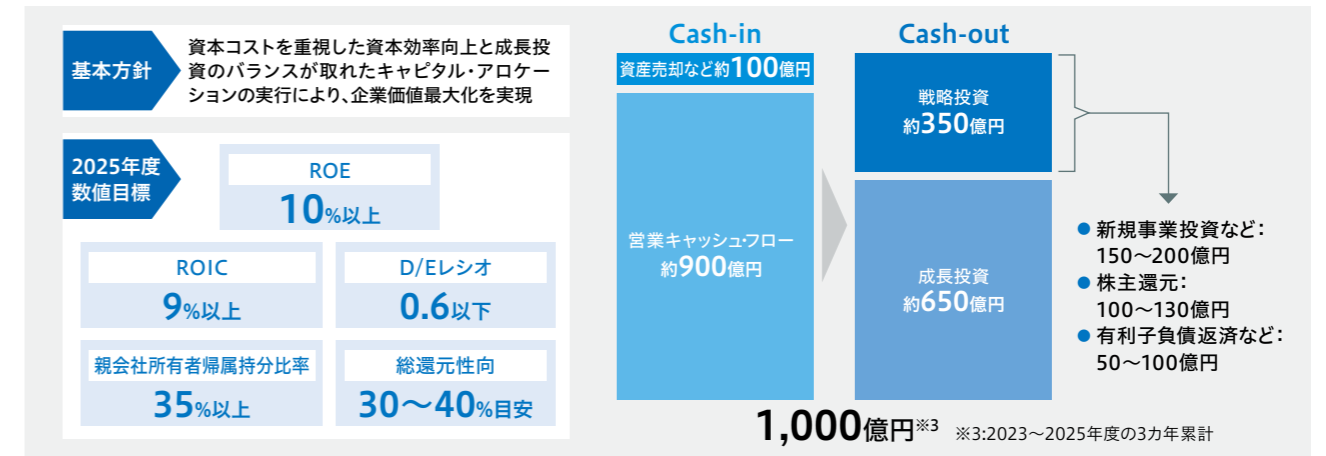 基本方針
資本コストを重視した資本効率向上と成長投
資のバランスが取れたキャピタル・アロケー
ションの実行により、企業価値最大化を実現
2025年度
数値目標
ROE
10%以上
ROIC
9%以上
D/Eレシオ
0.6以下
親会社所有者帰属持分比率
35%以上
総還元性向
30〜40%目安
Cash-in
資産売却など約100億円
営業キャッシュ・フロー
約900億円
Cash-out
戦略投資
約350億円
成長投資
約650億円
● 新規事業投資など：
150〜200億円
● 株主還元：
100〜130億円
● 有利子負債返済など：
50〜100億円
1,000億円※3 ※3:2023〜2025年度の3カ年累計